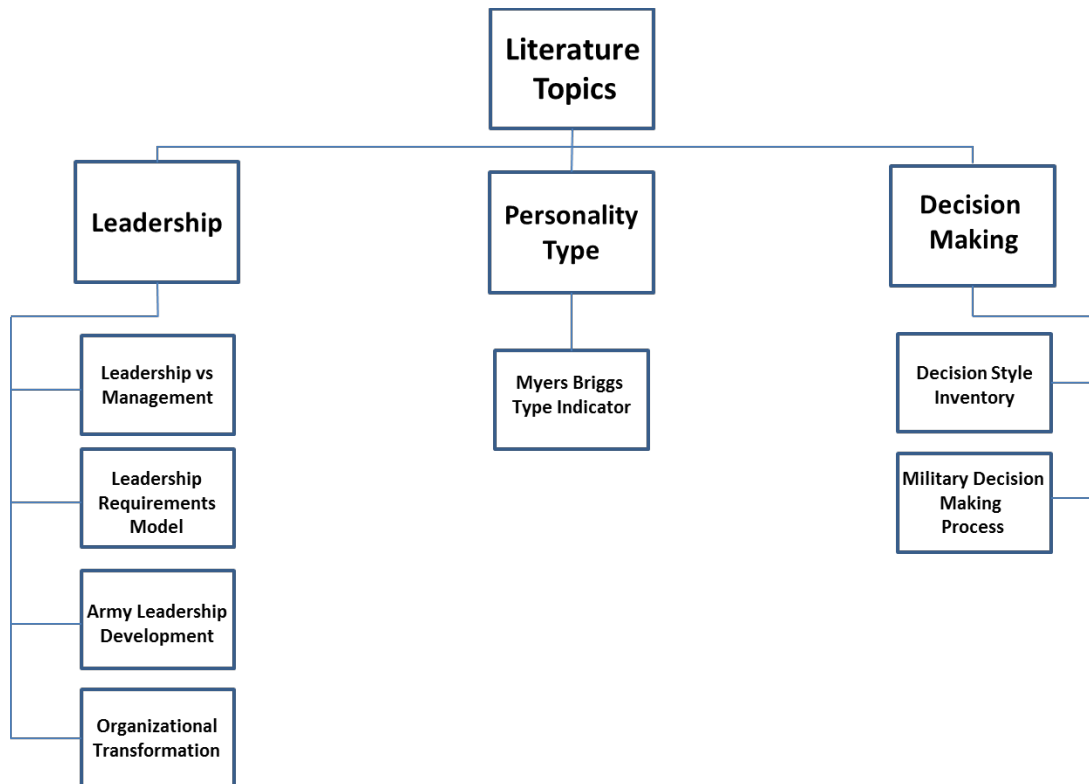 Literature
Topics
Leadership
Personality
Type
Decision
Making
Leadership vs
Management
Leadership
Requirements
Model
Army Leadership
Development
Organizational
Transformation
Myers Briggs
Type Indicator
Decision Style
Inventory
Military Decision
Making
Process